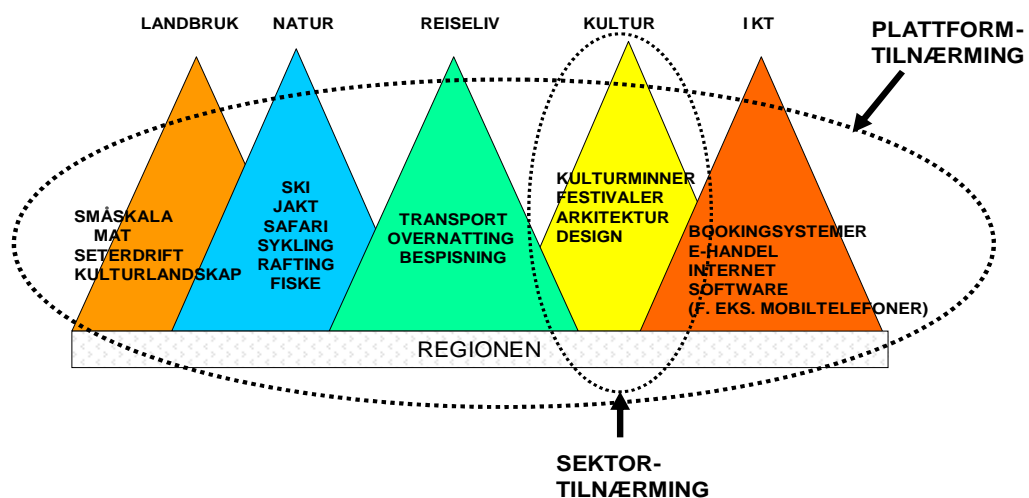 LANDBRUK
NATUR
REISELIV
KULTUR
IKT
PLATTFORM-
TILNÆRMING
SMÅSKALA
MAT
SETERDRIFT
KULTURLANDSKAP
SKI
JAKT
SAFARI
SYKLING
RAFTING
FISKE
TRANSPORT
OVERNATTING
BESPISNING
KULTURMINNER
FESTIVALER
ARKITEKTUR
DESIGN
BOOKINGSYSTEMER
E-HANDEL
INTERNET
SOFTWARE
(F. EKS. MOBILTELEFONER)
REGIONEN
SEKTOR-
TILNÆRMING